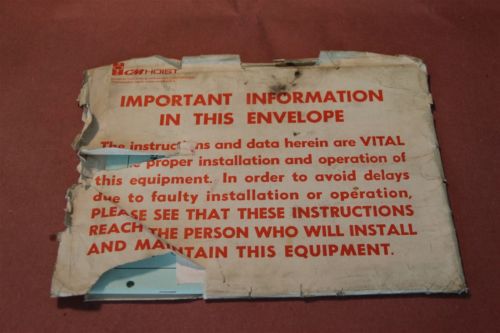 CM HOIST
IMPORTANT INFORMATION
IN THIS ENVELOPE
The instruc ns and data herein are VITAL
proper installation and operation of
this equipment. In order to avoid delays
due to faulty installation or operation,
PLEASE SEE THAT THESE INSTRUCTIONS
REACH THE PERSON WHO WILL INSTALL
AND MAINTAIN THIS EQUIPMENT.